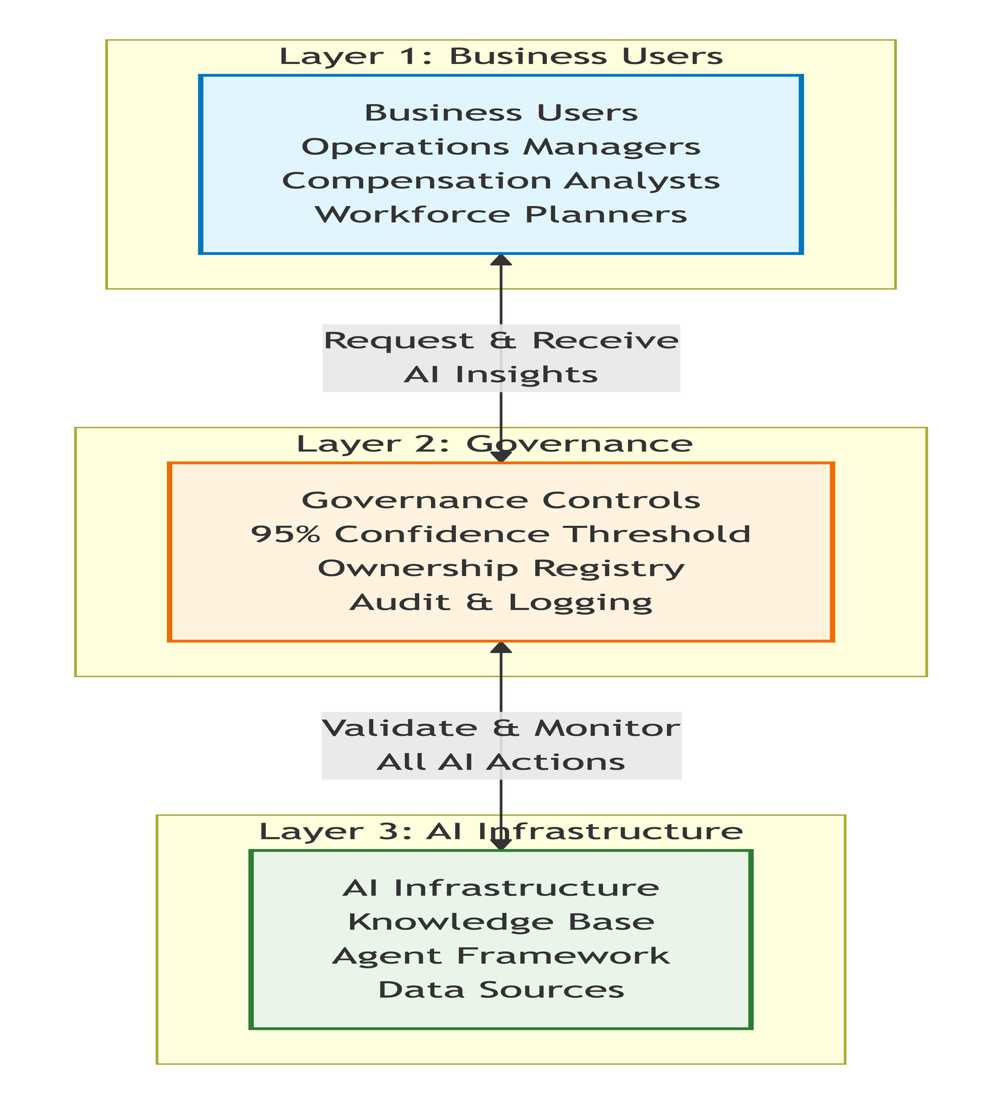 Layer 1: Business Users
Business Users
Operations Managers
Compensation Analysts
Workforce Planners
Request & Receive
AI Insights
Layer 2: Governance
Governance Controls
95% Confidence Threshold
Ownership Registry
Audit & Logging
Validate & Monitor
All AI Actions
Layer 3: AI Infrastructure
AI Infrastructure
Knowledge Base
Agent Framework
Data Sources